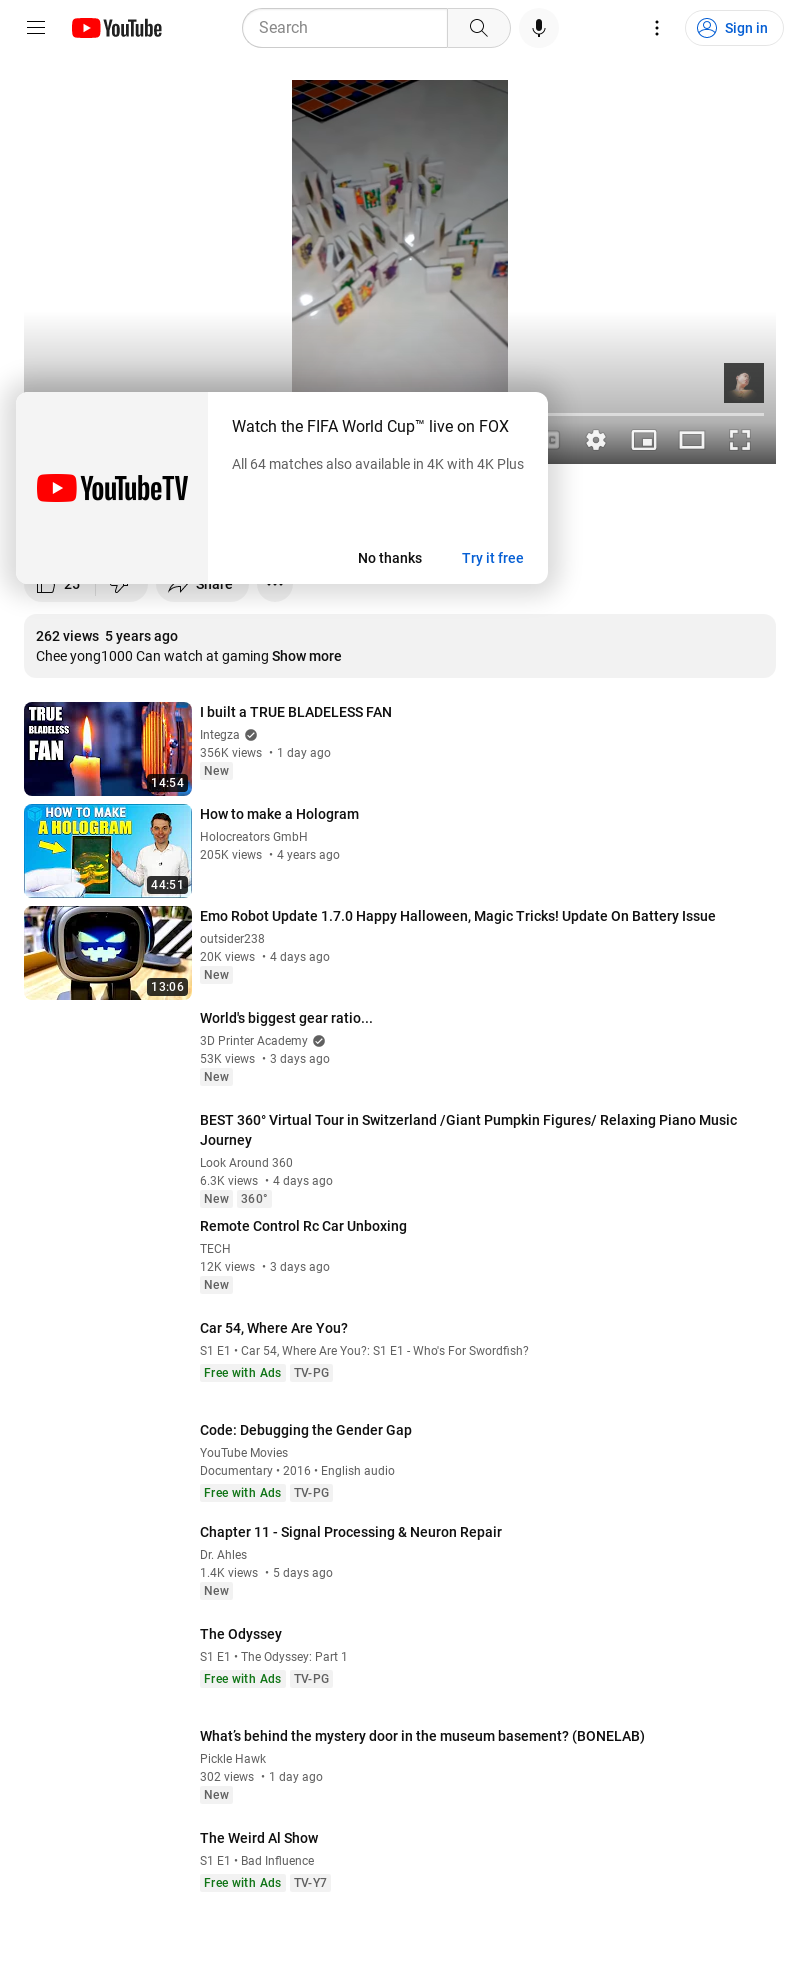 YouTube
Search
Sign in
Watch the FIFA World Cup™ live on FOX
All 64 matches also available in 4K with 4K Plus
YouTubeTV
No thanks
Try it free
25
Share
262 views 5 years ago
Chee yong1000 Can watch at gaming Show more
TRUE
BLADELESS
FAN
14:54
I built a TRUE BLADELESS FAN
Integza
356K views • 1 day ago
New
HOW TO MAKE
A HOLOGRAM
44:51
How to make a Hologram
Holocreators GmbH
205K views • 4 years ago
13:06
Emo Robot Update 1.7.0 Happy Halloween, Magic Tricks! Update On Battery Issue
outsider238
20K views • 4 days ago
New
World's biggest gear ratio...
3D Printer Academy
53K views • 3 days ago
New
BEST 360° Virtual Tour in Switzerland /Giant Pumpkin Figures/ Relaxing Piano Music
Journey
Look Around 360
6.3K views • 4 days ago
New 360°
Remote Control Rc Car Unboxing
TECH
12K views • 3 days ago
New
Car 54, Where Are You?
S1 E1 • Car 54, Where Are You?: S1 E1 - Who's For Swordfish?
Free with Ads TV-PG
Code: Debugging the Gender Gap
YouTube Movies
Documentary • 2016 • English audio
Free with Ads TV-PG
Chapter 11 - Signal Processing & Neuron Repair
Dr. Ahles
1.4K views • 5 days ago
New
The Odyssey
S1 E1 • The Odyssey: Part 1
Free with Ads TV-PG
What's behind the mystery door in the museum basement? (BONELAB)
Pickle Hawk
302 views • 1 day ago
New
The Weird Al Show
S1 E1 • Bad Influence
Free with Ads TV-Y7